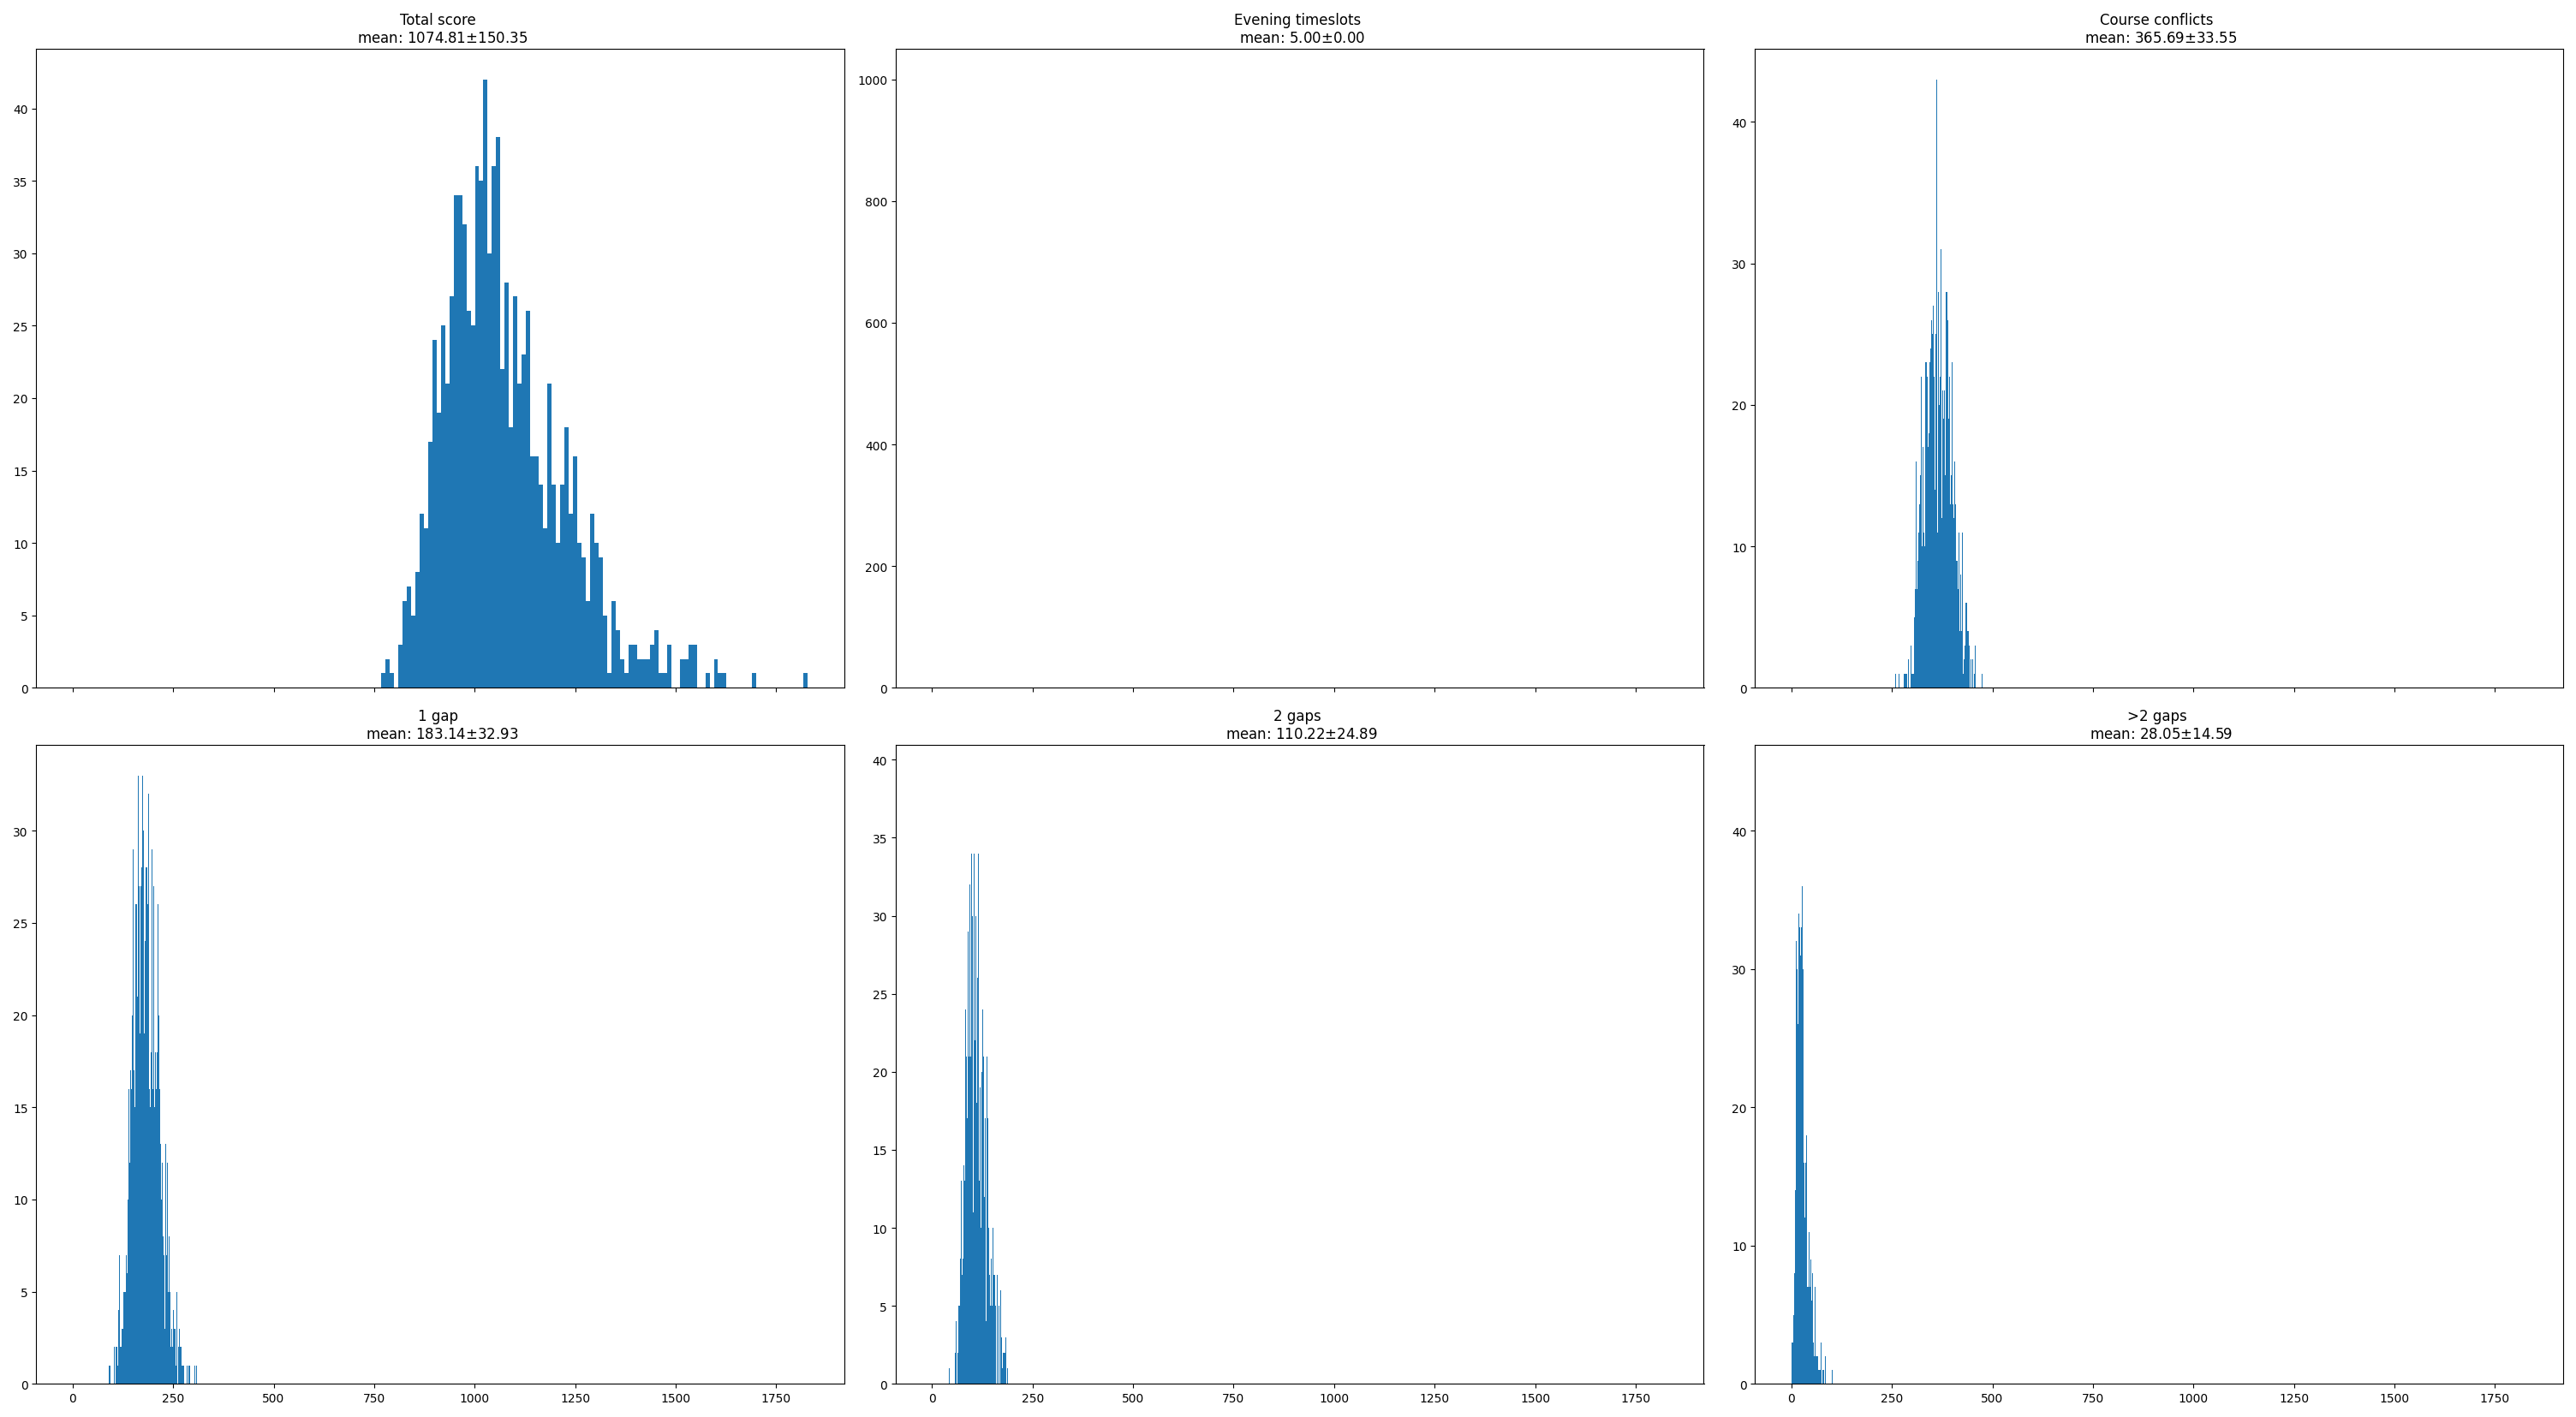 Total score
mean: 1074.81±150.35
Evening timeslots
mean: 5.00±0.00
Course conflicts
mean: 365.69±33.55
40
35
30
25
20
15
10
5
0
1000
800
600
400
200
0
40
30
20
10
0
1 gap
mean: 183.14±32.93
2 gaps
mean: 110.22±24.89
>2 gaps
mean: 28.05±14.59
30
25
20
15
10
5
0
40
35
30
25
20
15
10
5
0
40
30
20
10
0
0 250 500 750 1000 1250 1500 1750
0 250 500 750 1000 1250 1500 1750
0 250 500 750 1000 1250 1500 1750